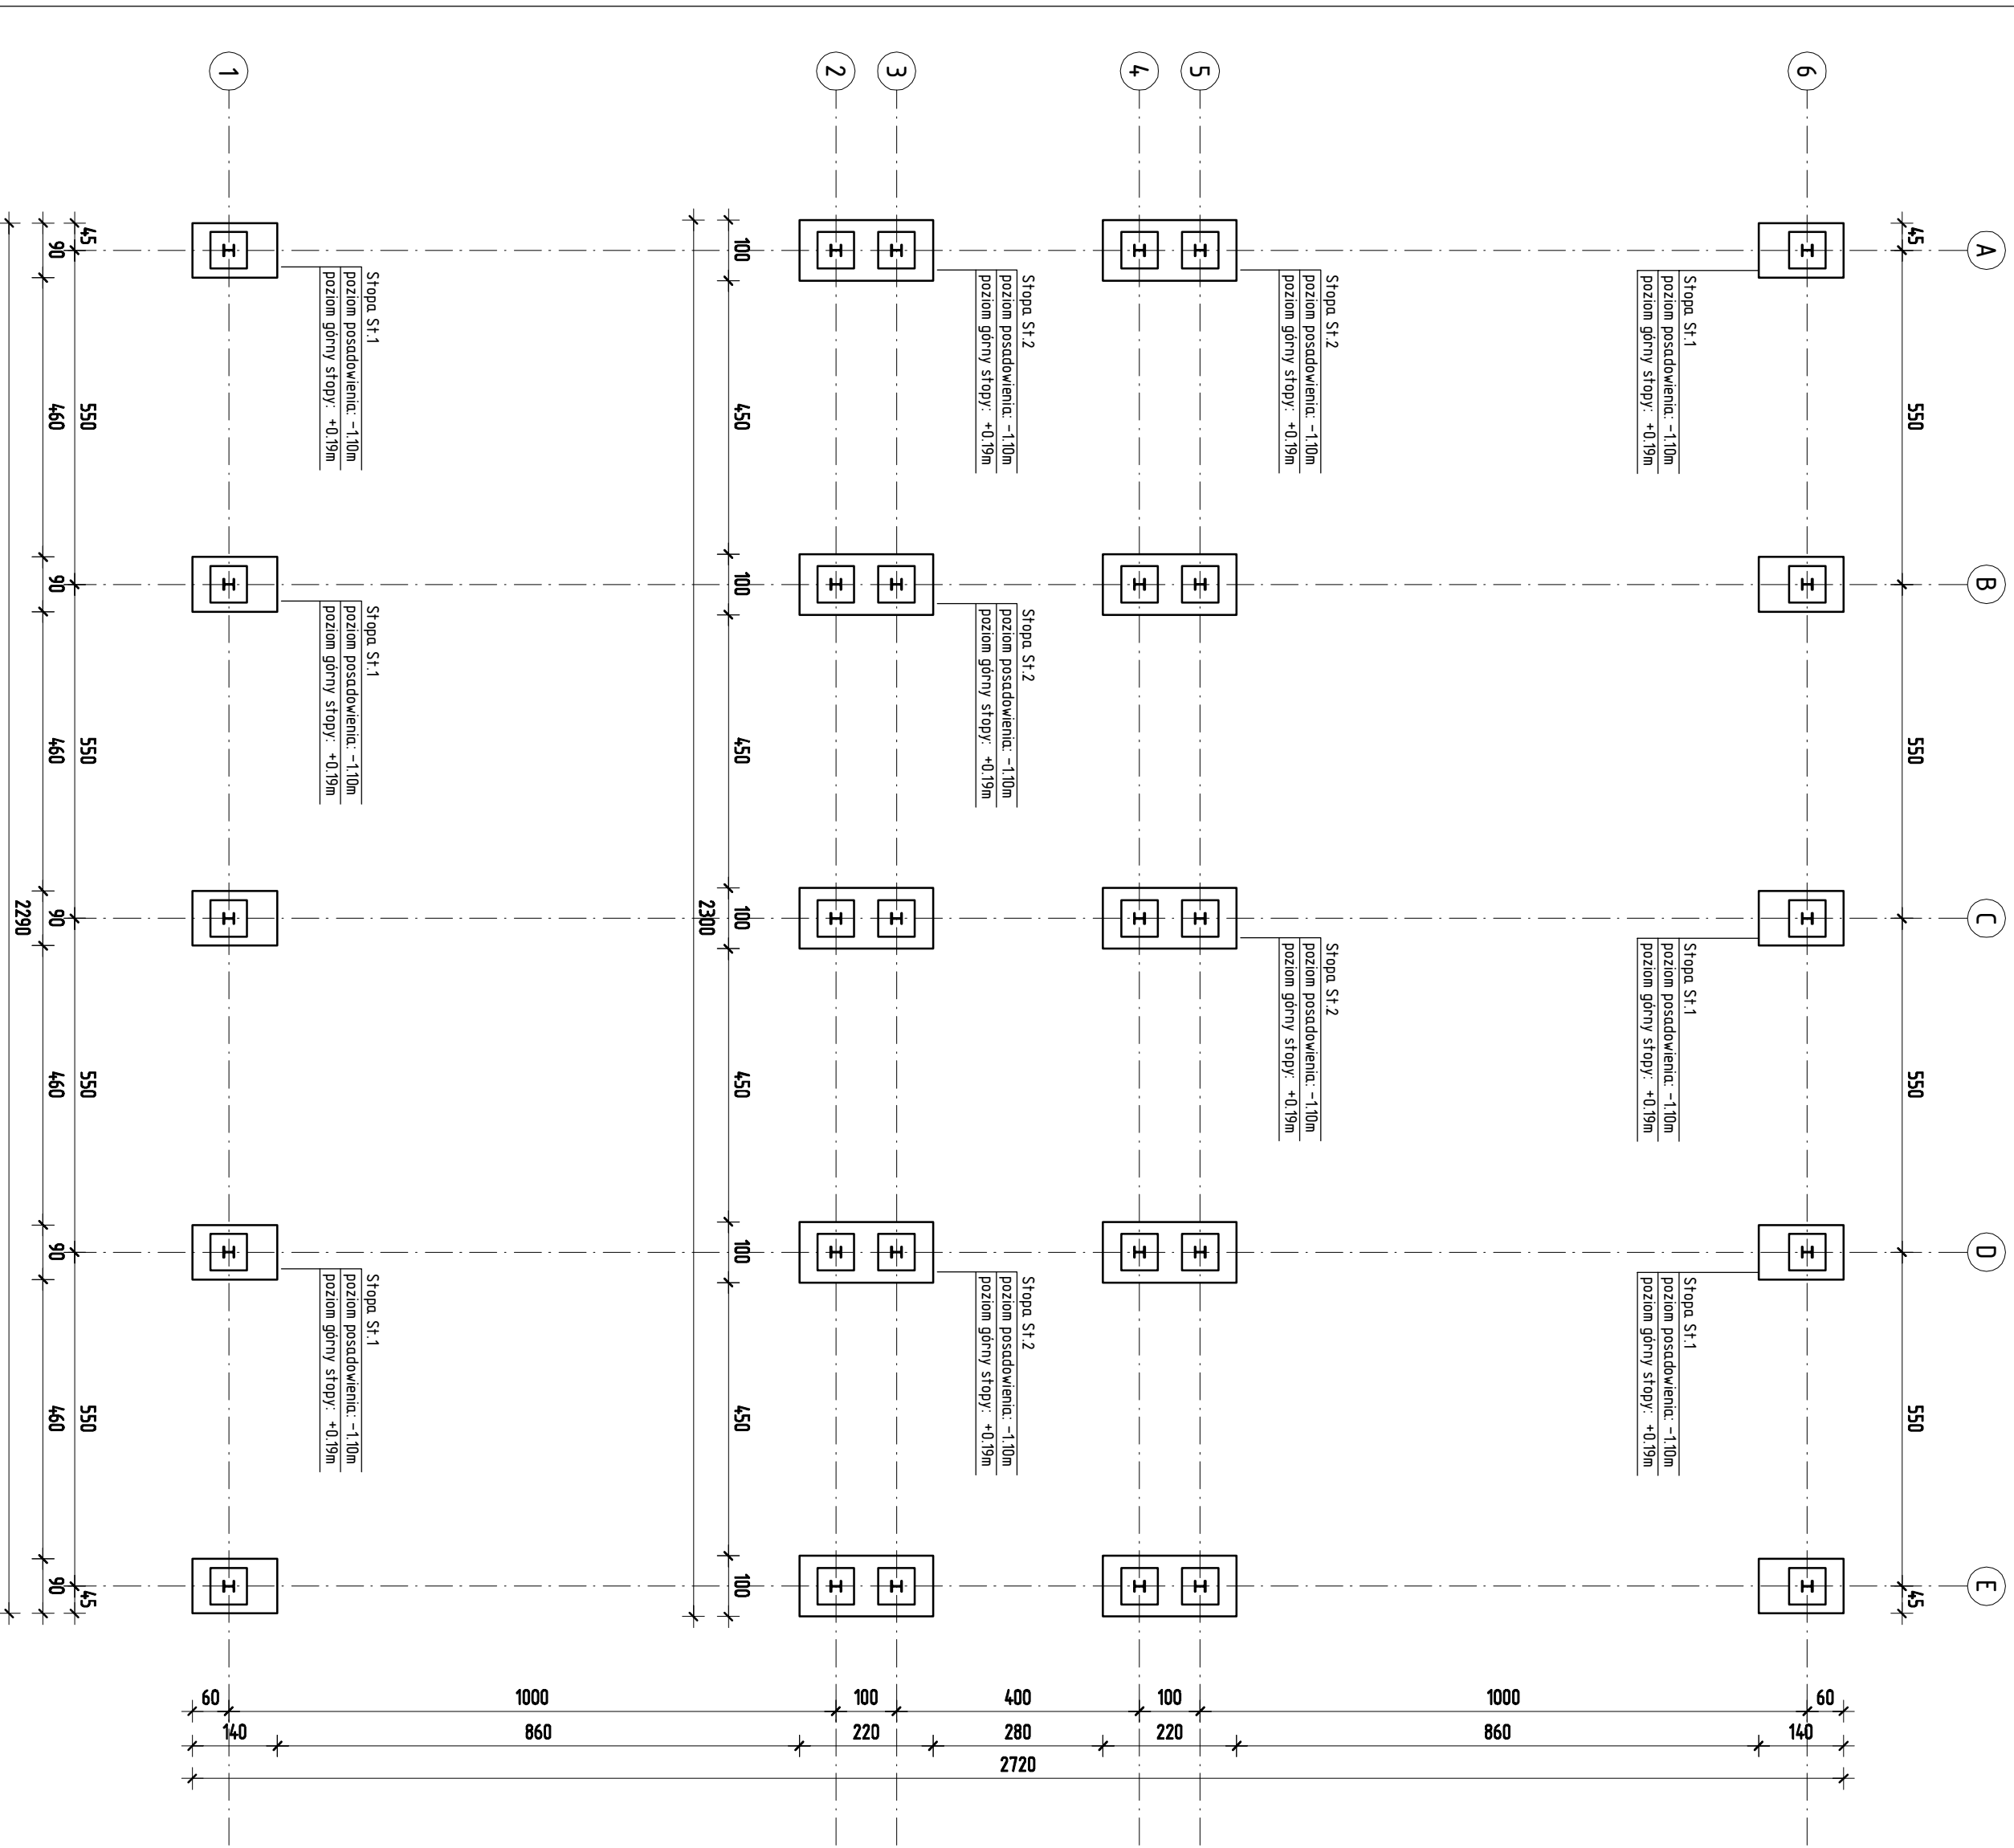 A
B
C
D
E
45
550
550
550
550
45
6
Stopa St.1
poziom posadowienia: -1.10m
poziom górny stopy: +0.19m
Stopa St.1
poziom posadowienia: -1.10m
poziom górny stopy: +0.19m
Stopa St.1
poziom posadowienia: -1.10m
poziom górny stopy: +0.19m
Stopa St.2
poziom posadowienia: -1.10m
poziom górny stopy: +0.19m
Stopa St.2
poziom posadowienia: -1.10m
poziom górny stopy: +0.19m
5
4
Stopa St.2
poziom posadowienia: -1.10m
poziom górny stopy: +0.19m
Stopa St.2
poziom posadowienia: -1.10m
poziom górny stopy: +0.19m
Stopa St.2
poziom posadowienia: -1.10m
poziom górny stopy: +0.19m
3
2
100
450
100
450
100
450
100
450
100
2300
Stopa St.1
poziom posadowienia: -1.10m
poziom górny stopy: +0.19m
Stopa St.1
poziom posadowienia: -1.10m
poziom górny stopy: +0.19m
Stopa St.1
poziom posadowienia: -1.10m
poziom górny stopy: +0.19m
1
45
550
550
550
550
45
90
460
90
460
90
460
90
460
90
2290
60
1000
100
400
100
1000
60
140
860
220
280
220
860
140
2720